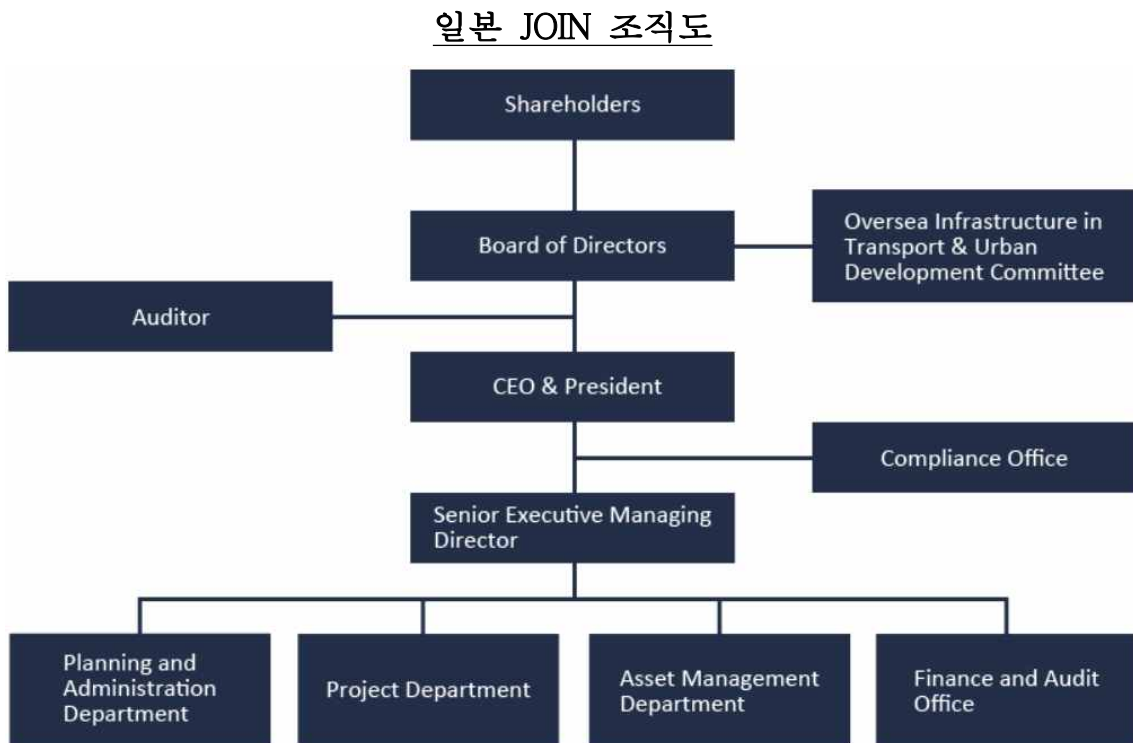 일본 JOIN 조직도
Shareholders
Board of Directors
Oversea Infrastructure in
Transport & Urban
Development Committee
Auditor
CEO & President
Compliance Office
Senior Executive Managing
Director
Planning and
Administration
Department
Project Department
Asset Management
Department
Finance and Audit
Office